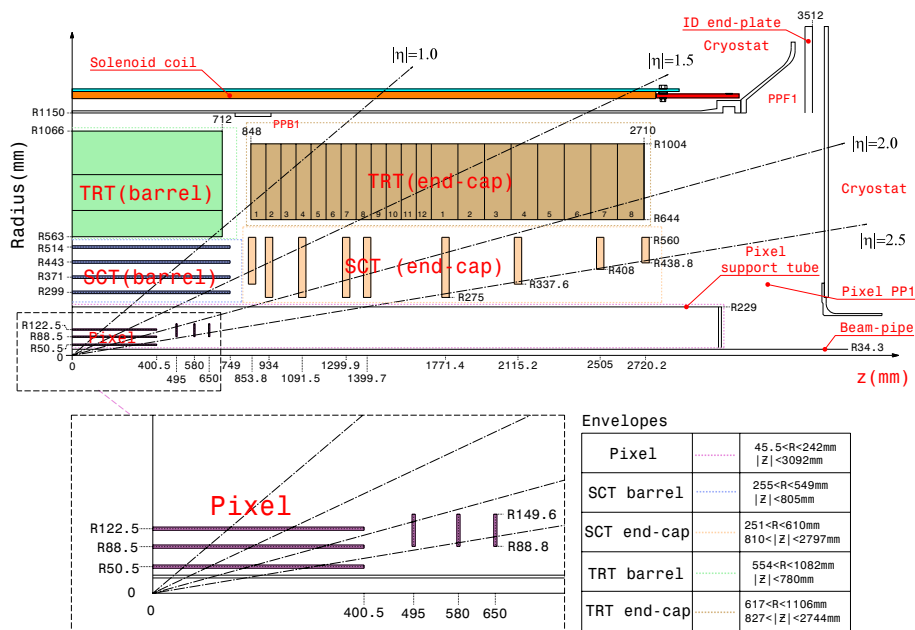 3512
ID end-plate
Cryostat
|η|=1.0
|η|=1.5
Solenoid coil
PPF1
R1150
712
PPB1
R1066
848
2710
R1004
|η|=2.0
TRT(barrel)
TRT(end-cap)
Cryostat
Radius(mm)
1 2 3 4 5 6 7 8 9 10 11 12 1 2 3 4 5 6 7 8
R644
R563
R560
|η|=2.5
R514
R443
SCT (end-cap)
R438.8
Pixel
support tube
R408
SCT(barrel)
R371
R337.6
Pixel PP1
R299
R275
R229
R122.5
Pixel
R88.5
Beam-pipe
R50.5
R34.3
0
0
400.5 580 749 934 1299.9 1771.4 2115.2 2505 2720.2
495 650 853.8 1091.5 1399.7
z(mm)
Envelopes
Pixel
45.5<R<242mm
|Z|<3092mm
SCT barrel
255<R<549mm
|Z|<805mm
SCT end-cap
251<R<610mm
810<|Z|<2797mm
TRT barrel
554<R<1082mm
|Z|<780mm
TRT end-cap
617<R<1106mm
827<|Z|<2744mm
Pixel
R149.6
R122.5
R88.5
R88.8
R50.5
0
0
400.5 495 580 650